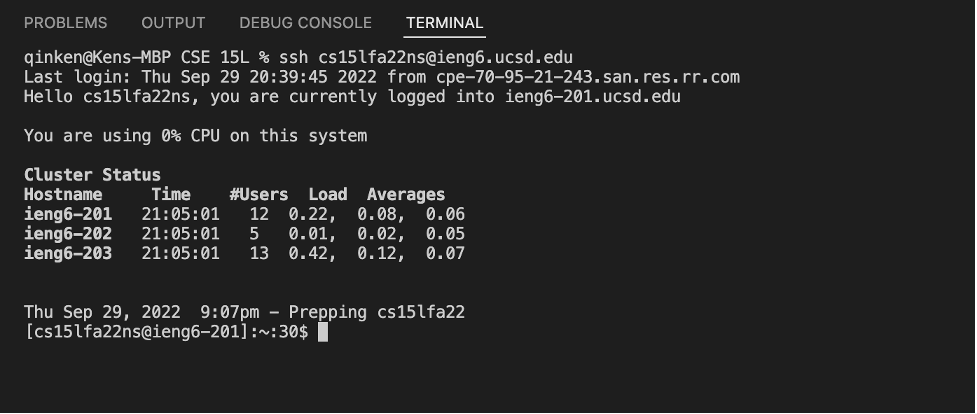 PROBLEMS OUTPUT DEBUG CONSOLE TERMINAL
qinken@Kens-MBP CSE 15L % ssh cs15lfa22ns@ieng6.ucsd.edu
Last login: Thu Sep 29 20:39:45 2022 from cpe-70-95-21-243.san.res.rr.com
Hello cs15lfa22ns, you are currently logged into ieng6-201.ucsd.edu
You are using 0% CPU on this system
Cluster Status
Hostname Time #Users Load Averages
ieng6-201 21:05:01 12 0.22, 0.08, 0.06
ieng6-202 21:05:01 5 0.01, 0.02, 0.05
ieng6-203 21:05:01 13 0.42, 0.12, 0.07
Thu Sep 29, 2022 9:07pm - Prepping cs15lfa22
[cs15lfa22ns@ieng6-201]:~:30$